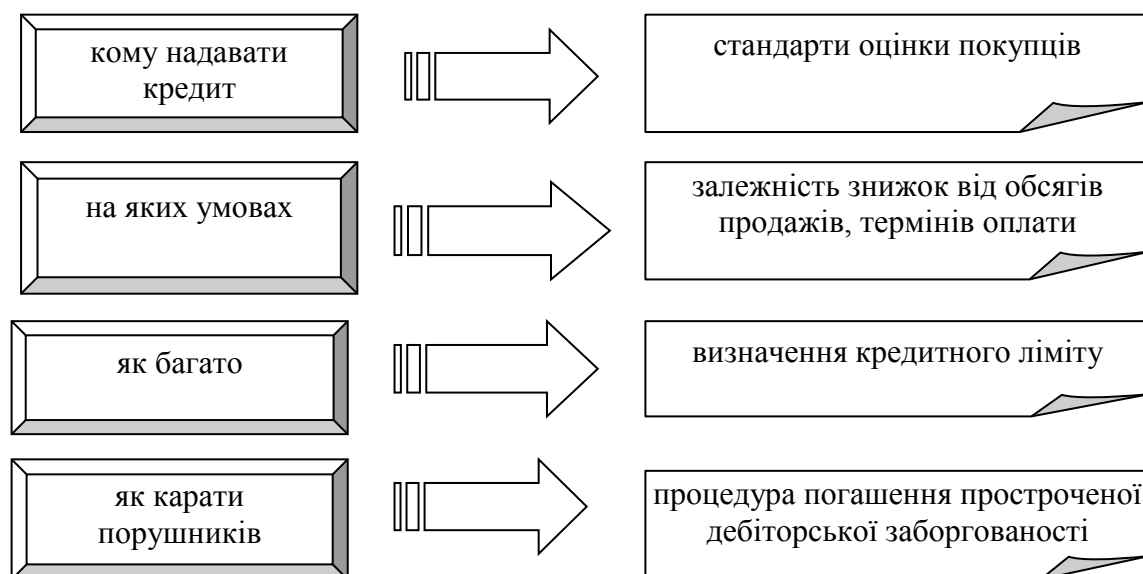 кому надавати
кредит
стандарти оцінки покупців
на яких умовах
залежність знижок від обсягів
продажів, термінів оплати
як багато
визначення кредитного ліміту
як карати
порушників
процедура погашення простроченої
дебіторської заборгованості